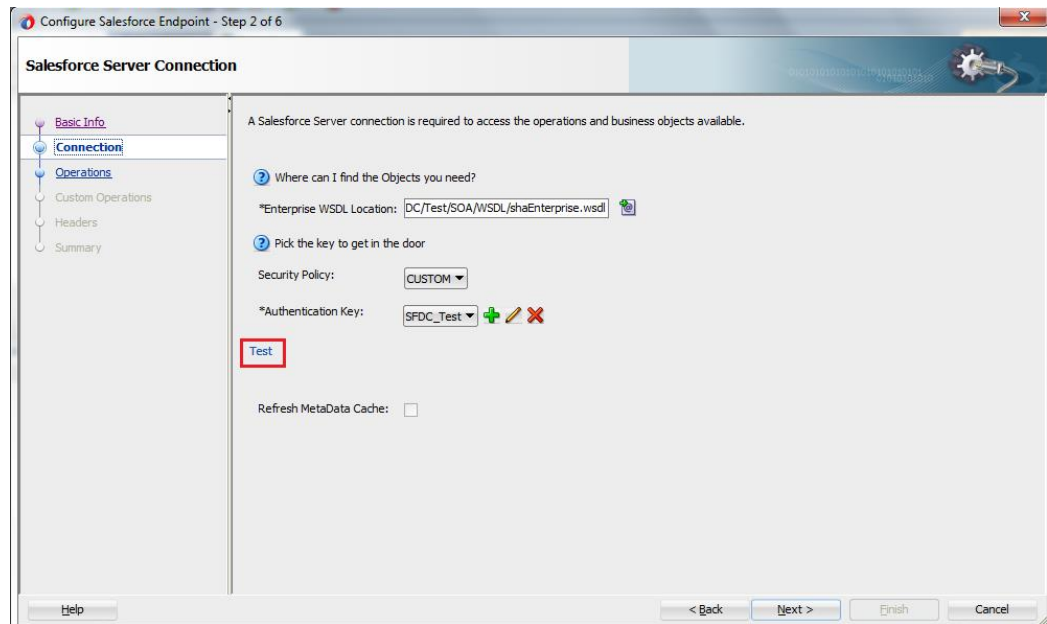 Configure Salesforce Endpoint - Step 2 of 6
Salesforce Server Connection
Basic Info
Connection
Operations
Custom Operations
Headers
Summary
A Salesforce Server connection is required to access the operations and business objects available.
Where can I find the Objects you need?
*Enterprise WSDL Location: DC/Test/SOA/WSDL/shaEnterprise.wsdl
Pick the key to get in the door
Security Policy: CUSTOM
*Authentication Key: SFDC_Test
Test
Refresh MetaData Cache:
Help < Back Next > Finish Cancel